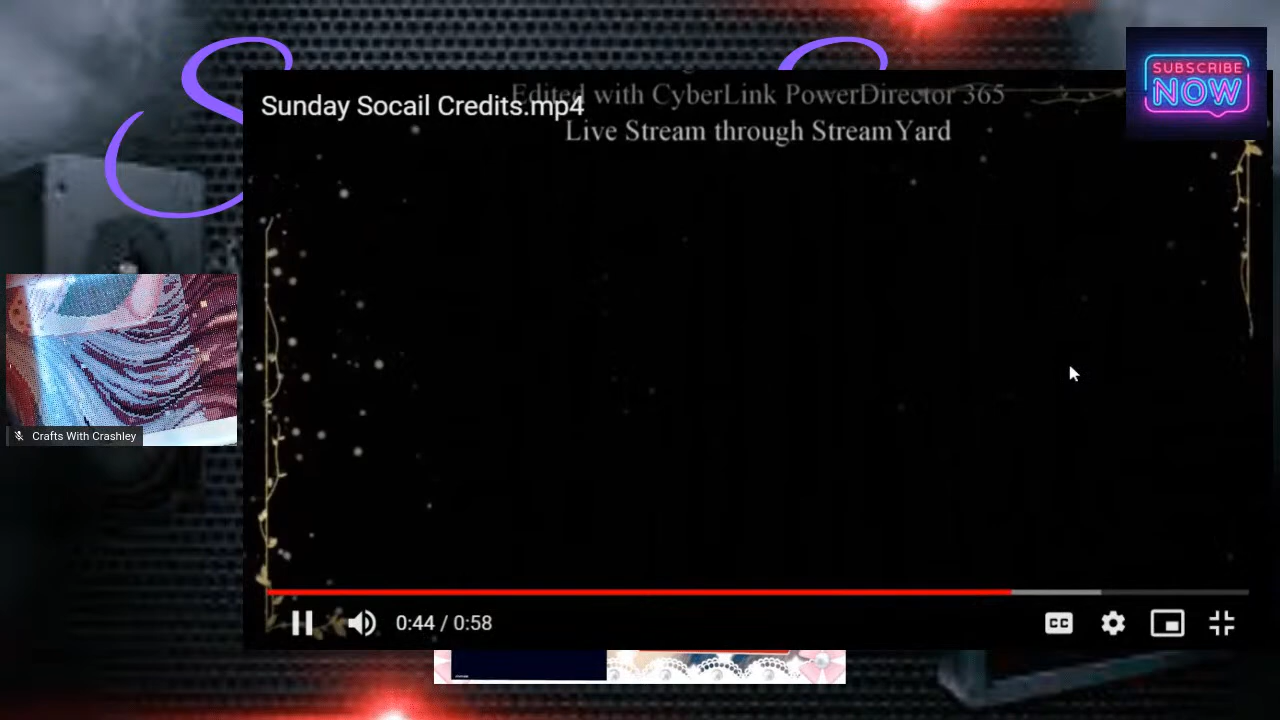 S S
SUBSCRIBE
NOW
Edited with CyberLink PowerDirector 365
Sunday Socail Credits.mp4
Live Stream through StreamYard
Crafts With Crashley
0:44 / 0:58
CC